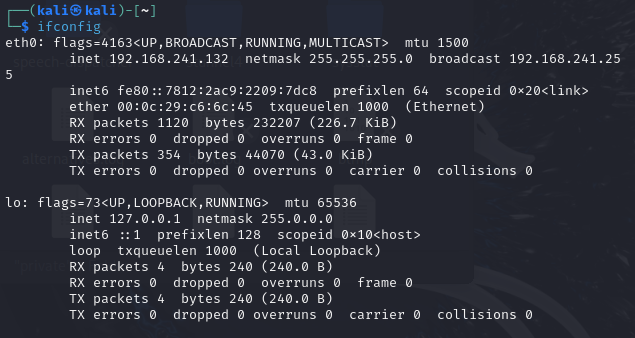 ┌──(kali㉿kali)-[~]
└─$ ifconfig
eth0: flags=4163<UP,BROADCAST,RUNNING,MULTICAST>  mtu 1500
        inet 192.168.241.132  netmask 255.255.255.0  broadcast 192.168.241.25
5
        inet6 fe80::7812:2ac9:2209:7dc8  prefixlen 64  scopeid 0×20<link>
        ether 00:0c:29:c6:6c:45  txqueuelen 1000  (Ethernet)
        RX packets 1120  bytes 232207 (226.7 KiB)
        RX errors 0  dropped 0  overruns 0  frame 0
        TX packets 354  bytes 44070 (43.0 KiB)
        TX errors 0  dropped 0 overruns 0  carrier 0  collisions 0

lo: flags=73<UP,LOOPBACK,RUNNING>  mtu 65536
        inet 127.0.0.1  netmask 255.0.0.0
        inet6 ::1  prefixlen 128  scopeid 0×10<host>
        loop  txqueuelen 1000  (Local Loopback)
        RX packets 4  bytes 240 (240.0 B)
        RX errors 0  dropped 0  overruns 0  frame 0
        TX packets 4  bytes 240 (240.0 B)
        TX errors 0  dropped 0 overruns 0  carrier 0  collisions 0